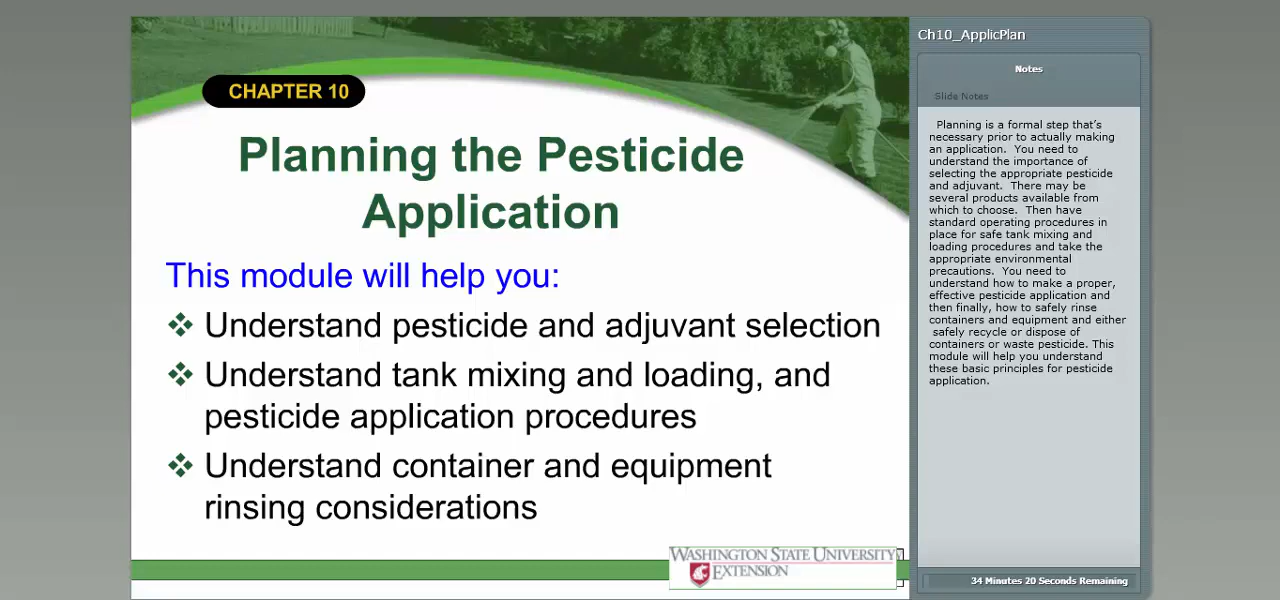 CHAPTER 10
Planning the Pesticide
Application
This module will help you:
Understand pesticide and adjuvant selection
Understand tank mixing and loading, and
pesticide application procedures
Understand container and equipment
rinsing considerations
WASHINGTON STATE UNIVERSITY
EXTENSION
Ch10_ApplicPlan
Notes
Slide Notes
Planning is a formal step that's
necessary prior to actually making
an application. You need to
understand the importance of
selecting the appropriate pesticide
and adjuvant. There may be
several products available from
which to choose. Then have
standard operating procedures in
place for safe tank mixing and
loading procedures and take the
appropriate environmental
precautions. You need to
understand how to make a proper,
effective pesticide application and
then finally, how to safely rinse
containers and equipment and either
safely recycle or dispose of
containers or waste pesticide. This
module will help you understand
these basic principles for pesticide
application.
34 Minutes 20 Seconds Remaining